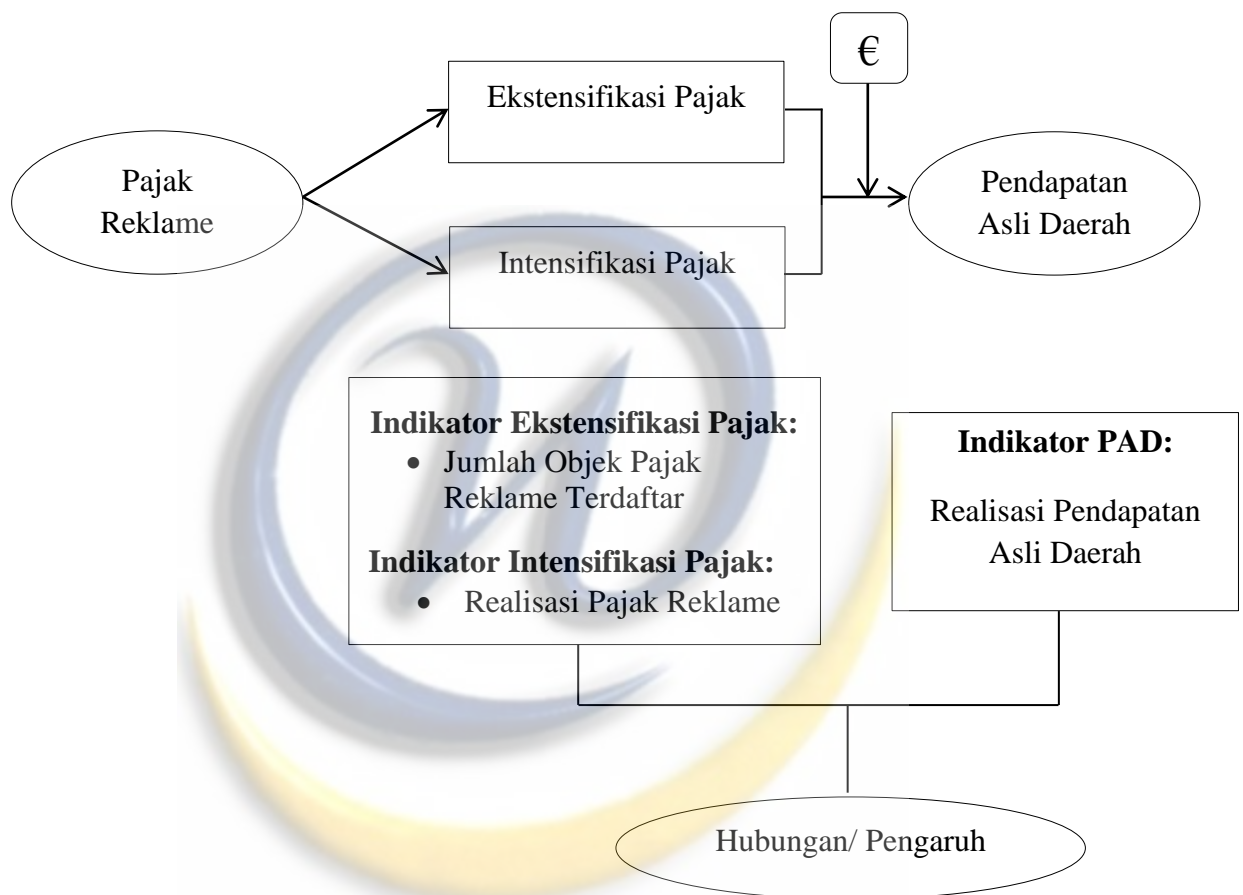 €
Ekstensifikasi Pajak
Pajak
Reklame
Pendapatan
Asli Daerah
Intensifikasi Pajak
Indikator Ekstensifikasi Pajak:
• Jumlah Objek Pajak
Reklame Terdaftar
Indikator Intensifikasi Pajak:
• Realisasi Pajak Reklame
Indikator PAD:
Realisasi Pendapatan
Asli Daerah
Hubungan/ Pengaruh